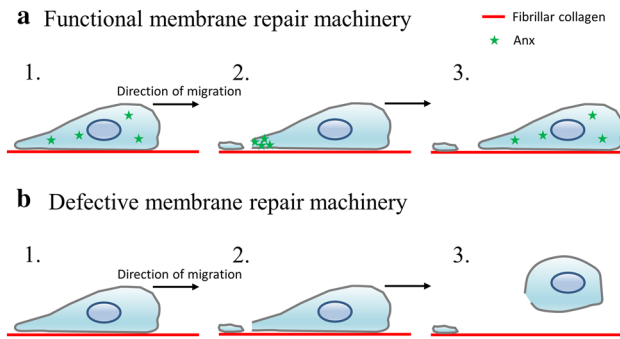 a Functional membrane repair machinery
Fibrillar collagen
Anx
1. 2. 3.
Direction of migration
b Defective membrane repair machinery
1. 2. 3.
Direction of migration